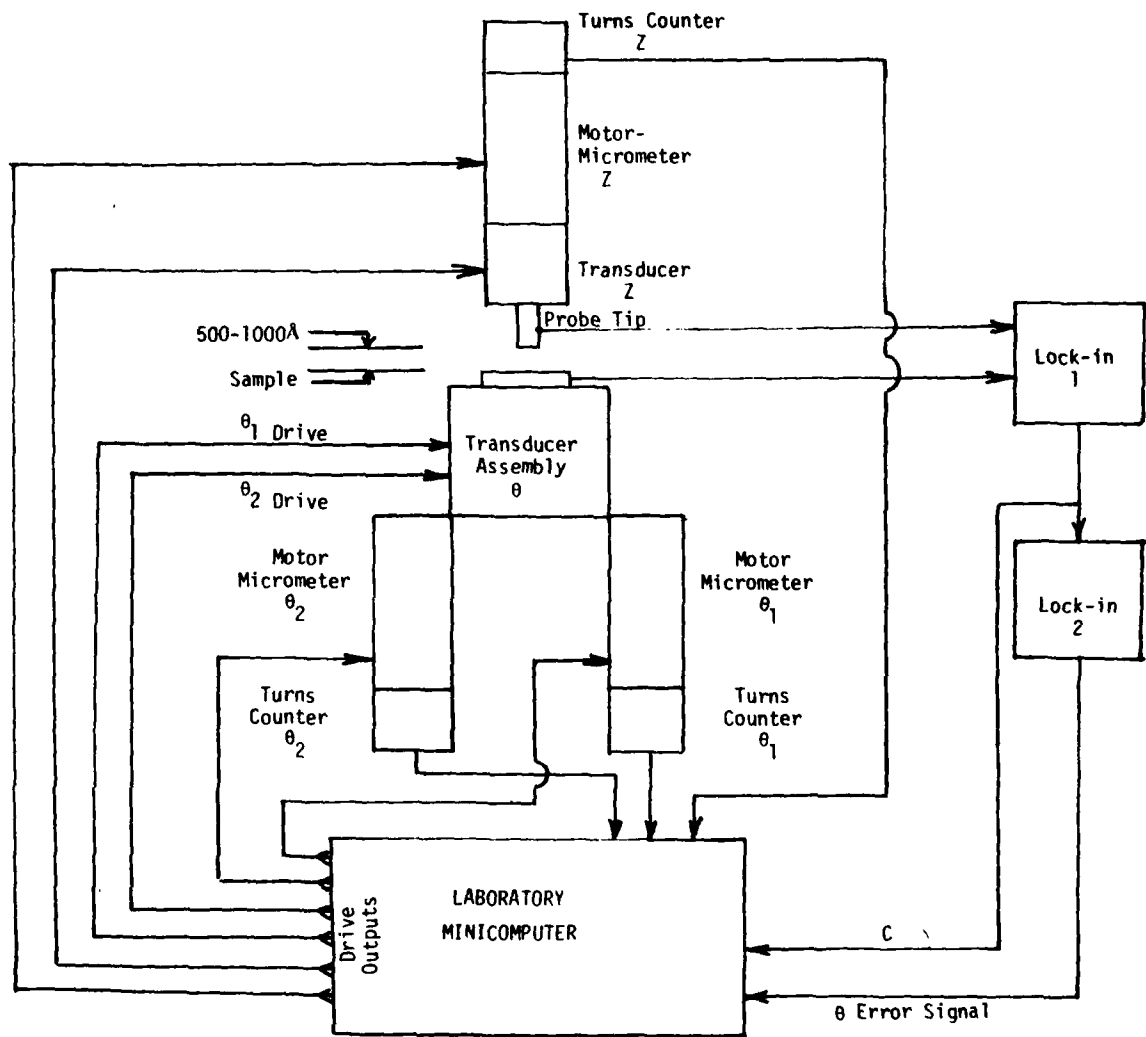 Turns Counter
Z
Motor-
Micrometer
Z
Transducer
Z
Probe Tip
500-1000Å
Sample
Lock-in
1
θ1 Drive
θ2 Drive
Transducer
Assembly
θ
Motor
Micrometer
θ2
Motor
Micrometer
θ1
Lock-in
2
Turns
Counter
θ2
Turns
Counter
θ1
LABORATORY
MINICOMPUTER
Drive
Outputs
C
θ Error Signal